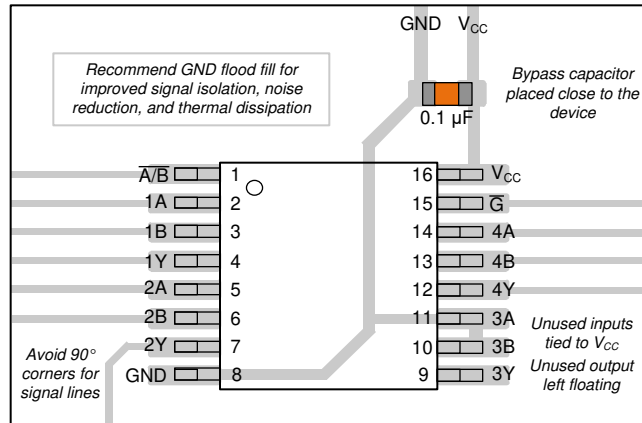 GND VCC
Recommend GND flood fill for
improved signal isolation, noise
reduction, and thermal dissipation
Bypass capacitor
placed close to the
device
0.1 µF
A/B 1 16 VCC
1A 2 15 G
1B 3 14 4A
1Y 4 13 4B
2A 5 12 4Y
2B 6 11 3A
2Y 7 10 3B
GND 8 9 3Y
Avoid 90°
corners for
signal lines
Unused inputs
tied to VCC
Unused output
left floating